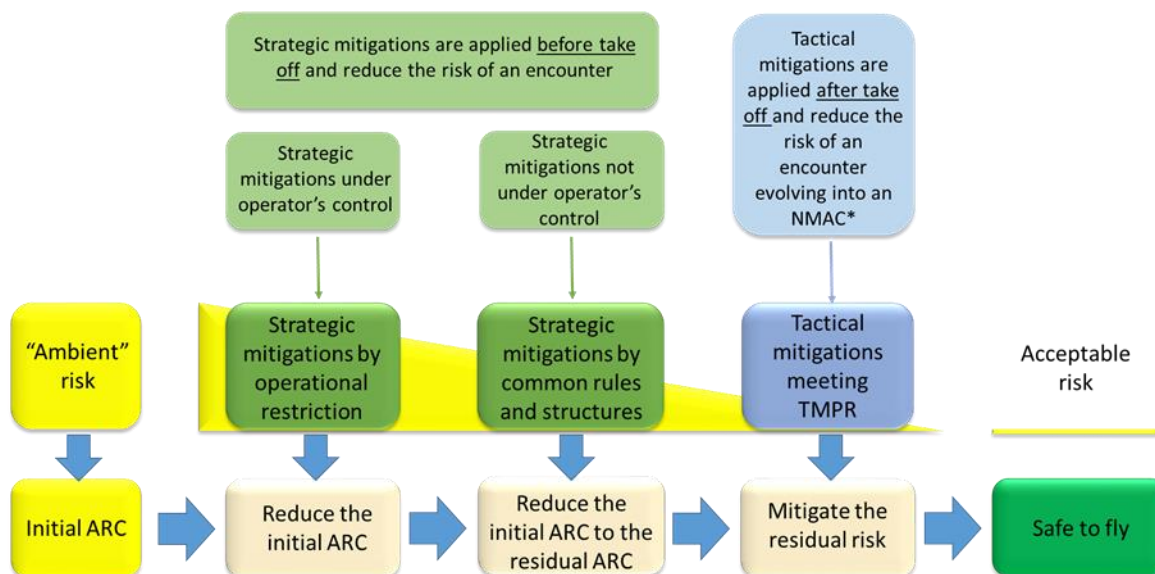 Strategic mitigations are applied before take
off and reduce the risk of an encounter
Tactical
mitigations are
applied after take
off and reduce the
risk of an
encounter
evolving into an
NMAC*
Strategic
mitigations under
operator's control
Strategic
mitigations not
under operator's
control
"Ambient"
risk
Strategic
mitigations by
operational
restriction
Strategic
mitigations by
common rules
and structures
Tactical
mitigations
meeting
TMPR
Acceptable
risk
Initial ARC
Reduce the
initial ARC
Reduce the
initial ARC to the
residual ARC
Mitigate the
residual risk
Safe to fly